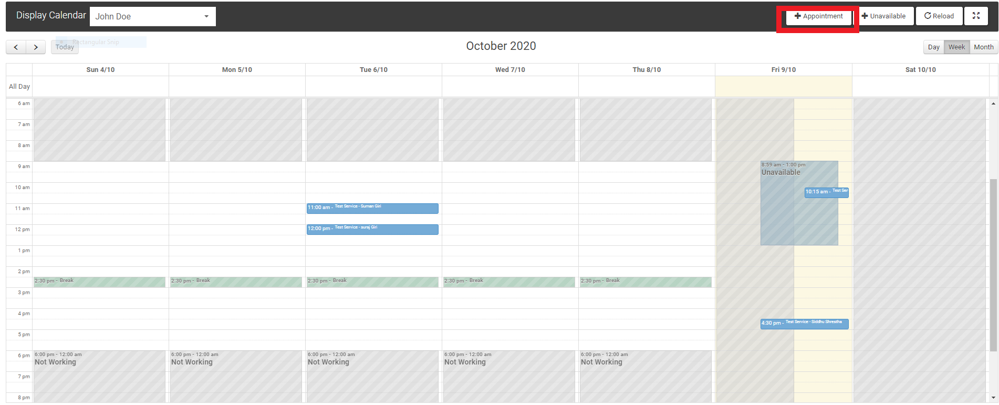 Display Calendar
John Doe
Appointment
Unavailable
Reload
Rectangular Snip
Today
October 2020
Day
Week
Month
Sun 4/10
Mon 5/10
Tue 6/10
Wed 7/10
Thu 8/10
Fri 9/10
Sat 10/10
All Day
6 am
7 am
8 am
9 am
8:59 am - 1:00 pm
Unavailable
10 am
10:15 am - Test Ser
11 am
11:00 am - Test Service - Suman Giri
12 pm
12:00 pm - Test Service - suraj Giri
1 pm
2 pm
2:30 pm - Break
2:30 pm - Break
2:30 pm - Break
2:30 pm - Break
2:30 pm - Break
3 pm
4 pm
4:30 pm - Test Service - Siddhu Shrestha
5 pm
6 pm
6:00 pm - 12:00 am
Not Working
6:00 pm - 12:00 am
Not Working
6:00 pm - 12:00 am
Not Working
6:00 pm - 12:00 am
Not Working
6:00 pm - 12:00 am
Not Working
7 pm
8 pm